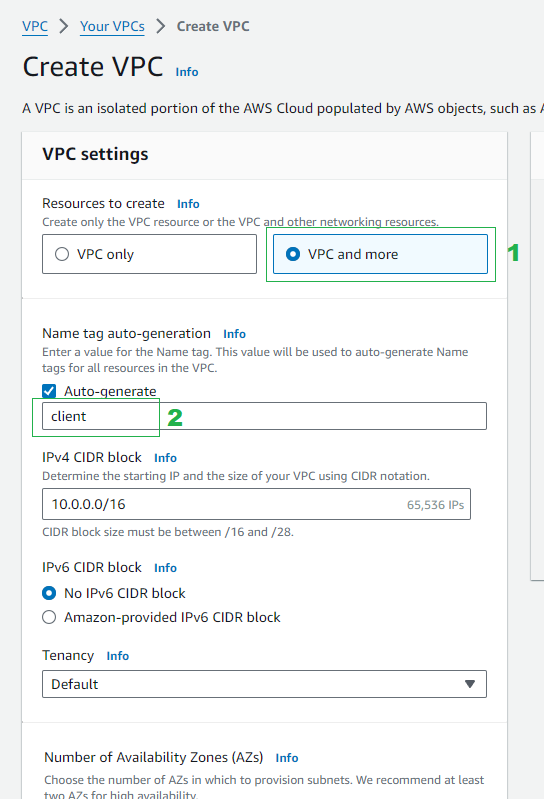 VPC > Your VPCs > Create VPC
Create VPC Info
A VPC is an isolated portion of the AWS Cloud populated by AWS objects, such as
VPC settings
Resources to create Info
Create only the VPC resource or the VPC and other networking resources.
VPC only
VPC and more
1
Name tag auto-generation Info
Enter a value for the Name tag. This value will be used to auto-generate Name
tags for all resources in the VPC.
Auto-generate
client
2
IPv4 CIDR block Info
Determine the starting IP and the size of your VPC using CIDR notation.
10.0.0.0/16 65,536 IPs
CIDR block size must be between /16 and /28.
IPv6 CIDR block Info
No IPv6 CIDR block
Amazon-provided IPv6 CIDR block
Tenancy Info
Default
Number of Availability Zones (AZs) Info
Choose the number of AZs in which to provision subnets. We recommend at least
two AZs for high availability.